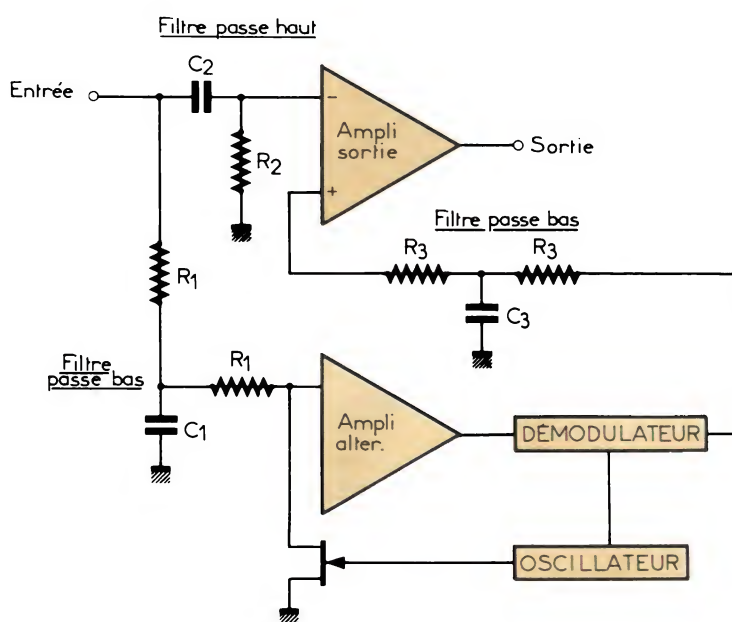 Filtre passe haut
C2
Entrée
−
Ampli
sortie
Sortie
R2
+
Filtre passe bas
R3
R3
R1
C3
Filtre
passe bas
R1
C1
Ampli
alter.
DÉMODULATEUR
OSCILLATEUR